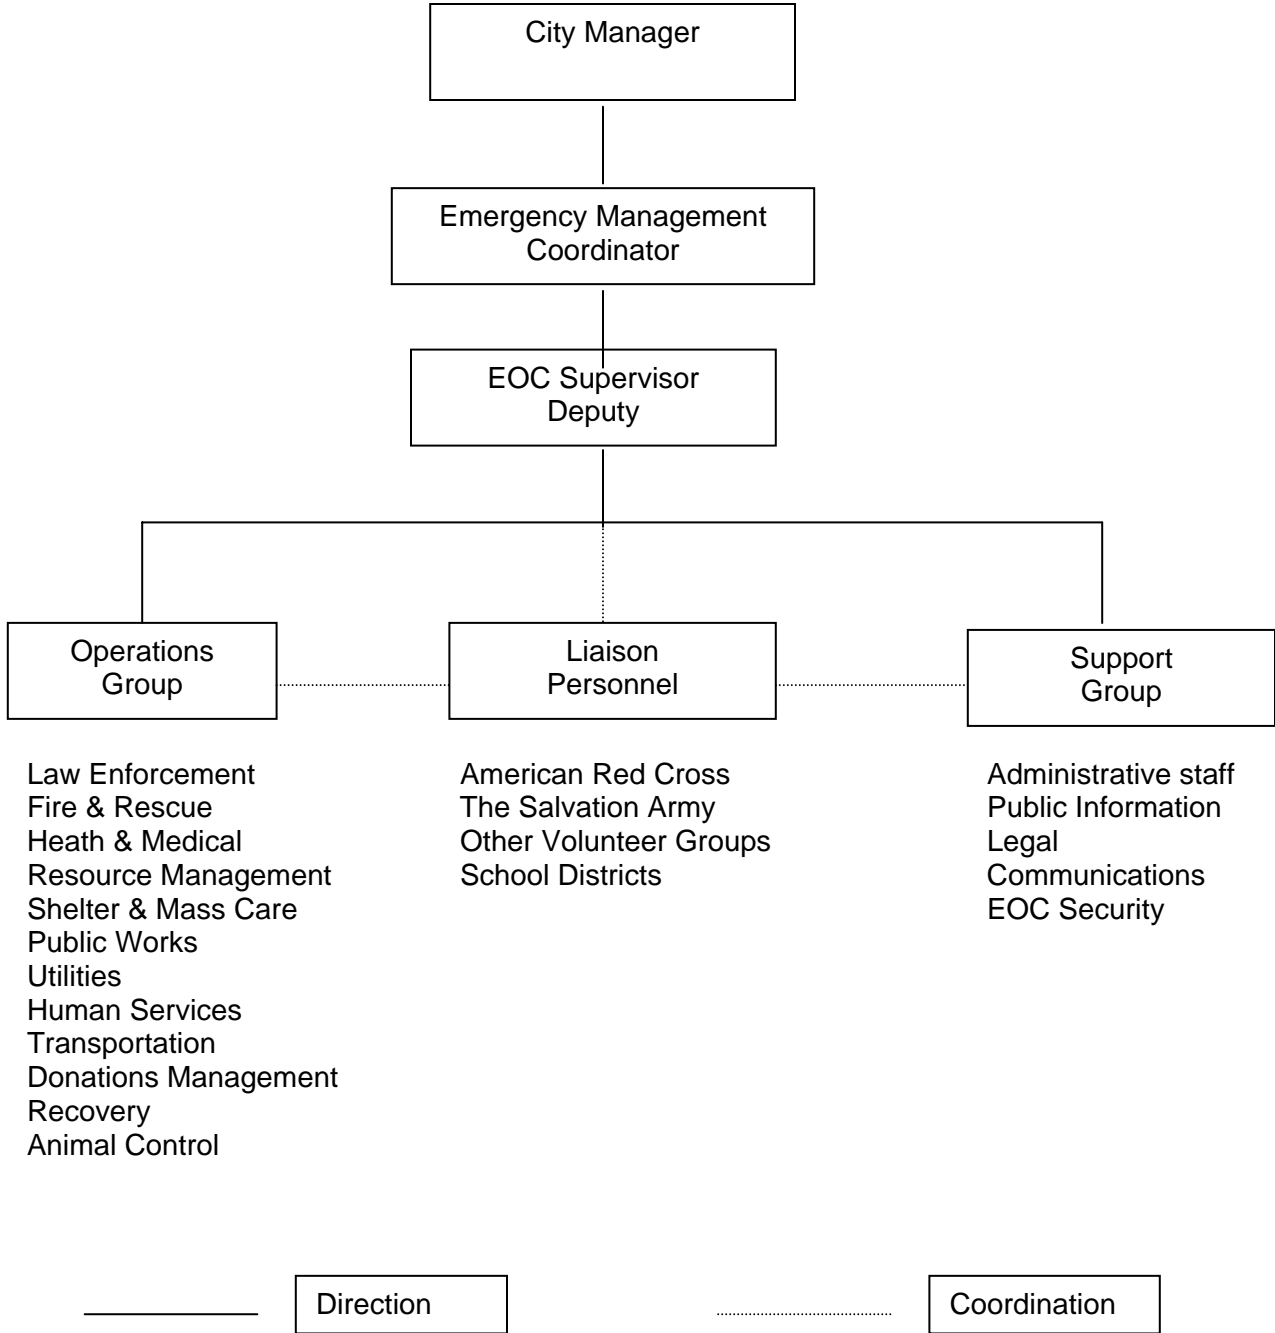 City Manager
Emergency Management
Coordinator
EOC Supervisor
Deputy
Operations
Group
Liaison
Personnel
Support
Group
Law Enforcement
Fire & Rescue
Heath & Medical
Resource Management
Shelter & Mass Care
Public Works
Utilities
Human Services
Transportation
Donations Management
Recovery
Animal Control
American Red Cross
The Salvation Army
Other Volunteer Groups
School Districts
Administrative staff
Public Information
Legal
Communications
EOC Security
Direction
Coordination